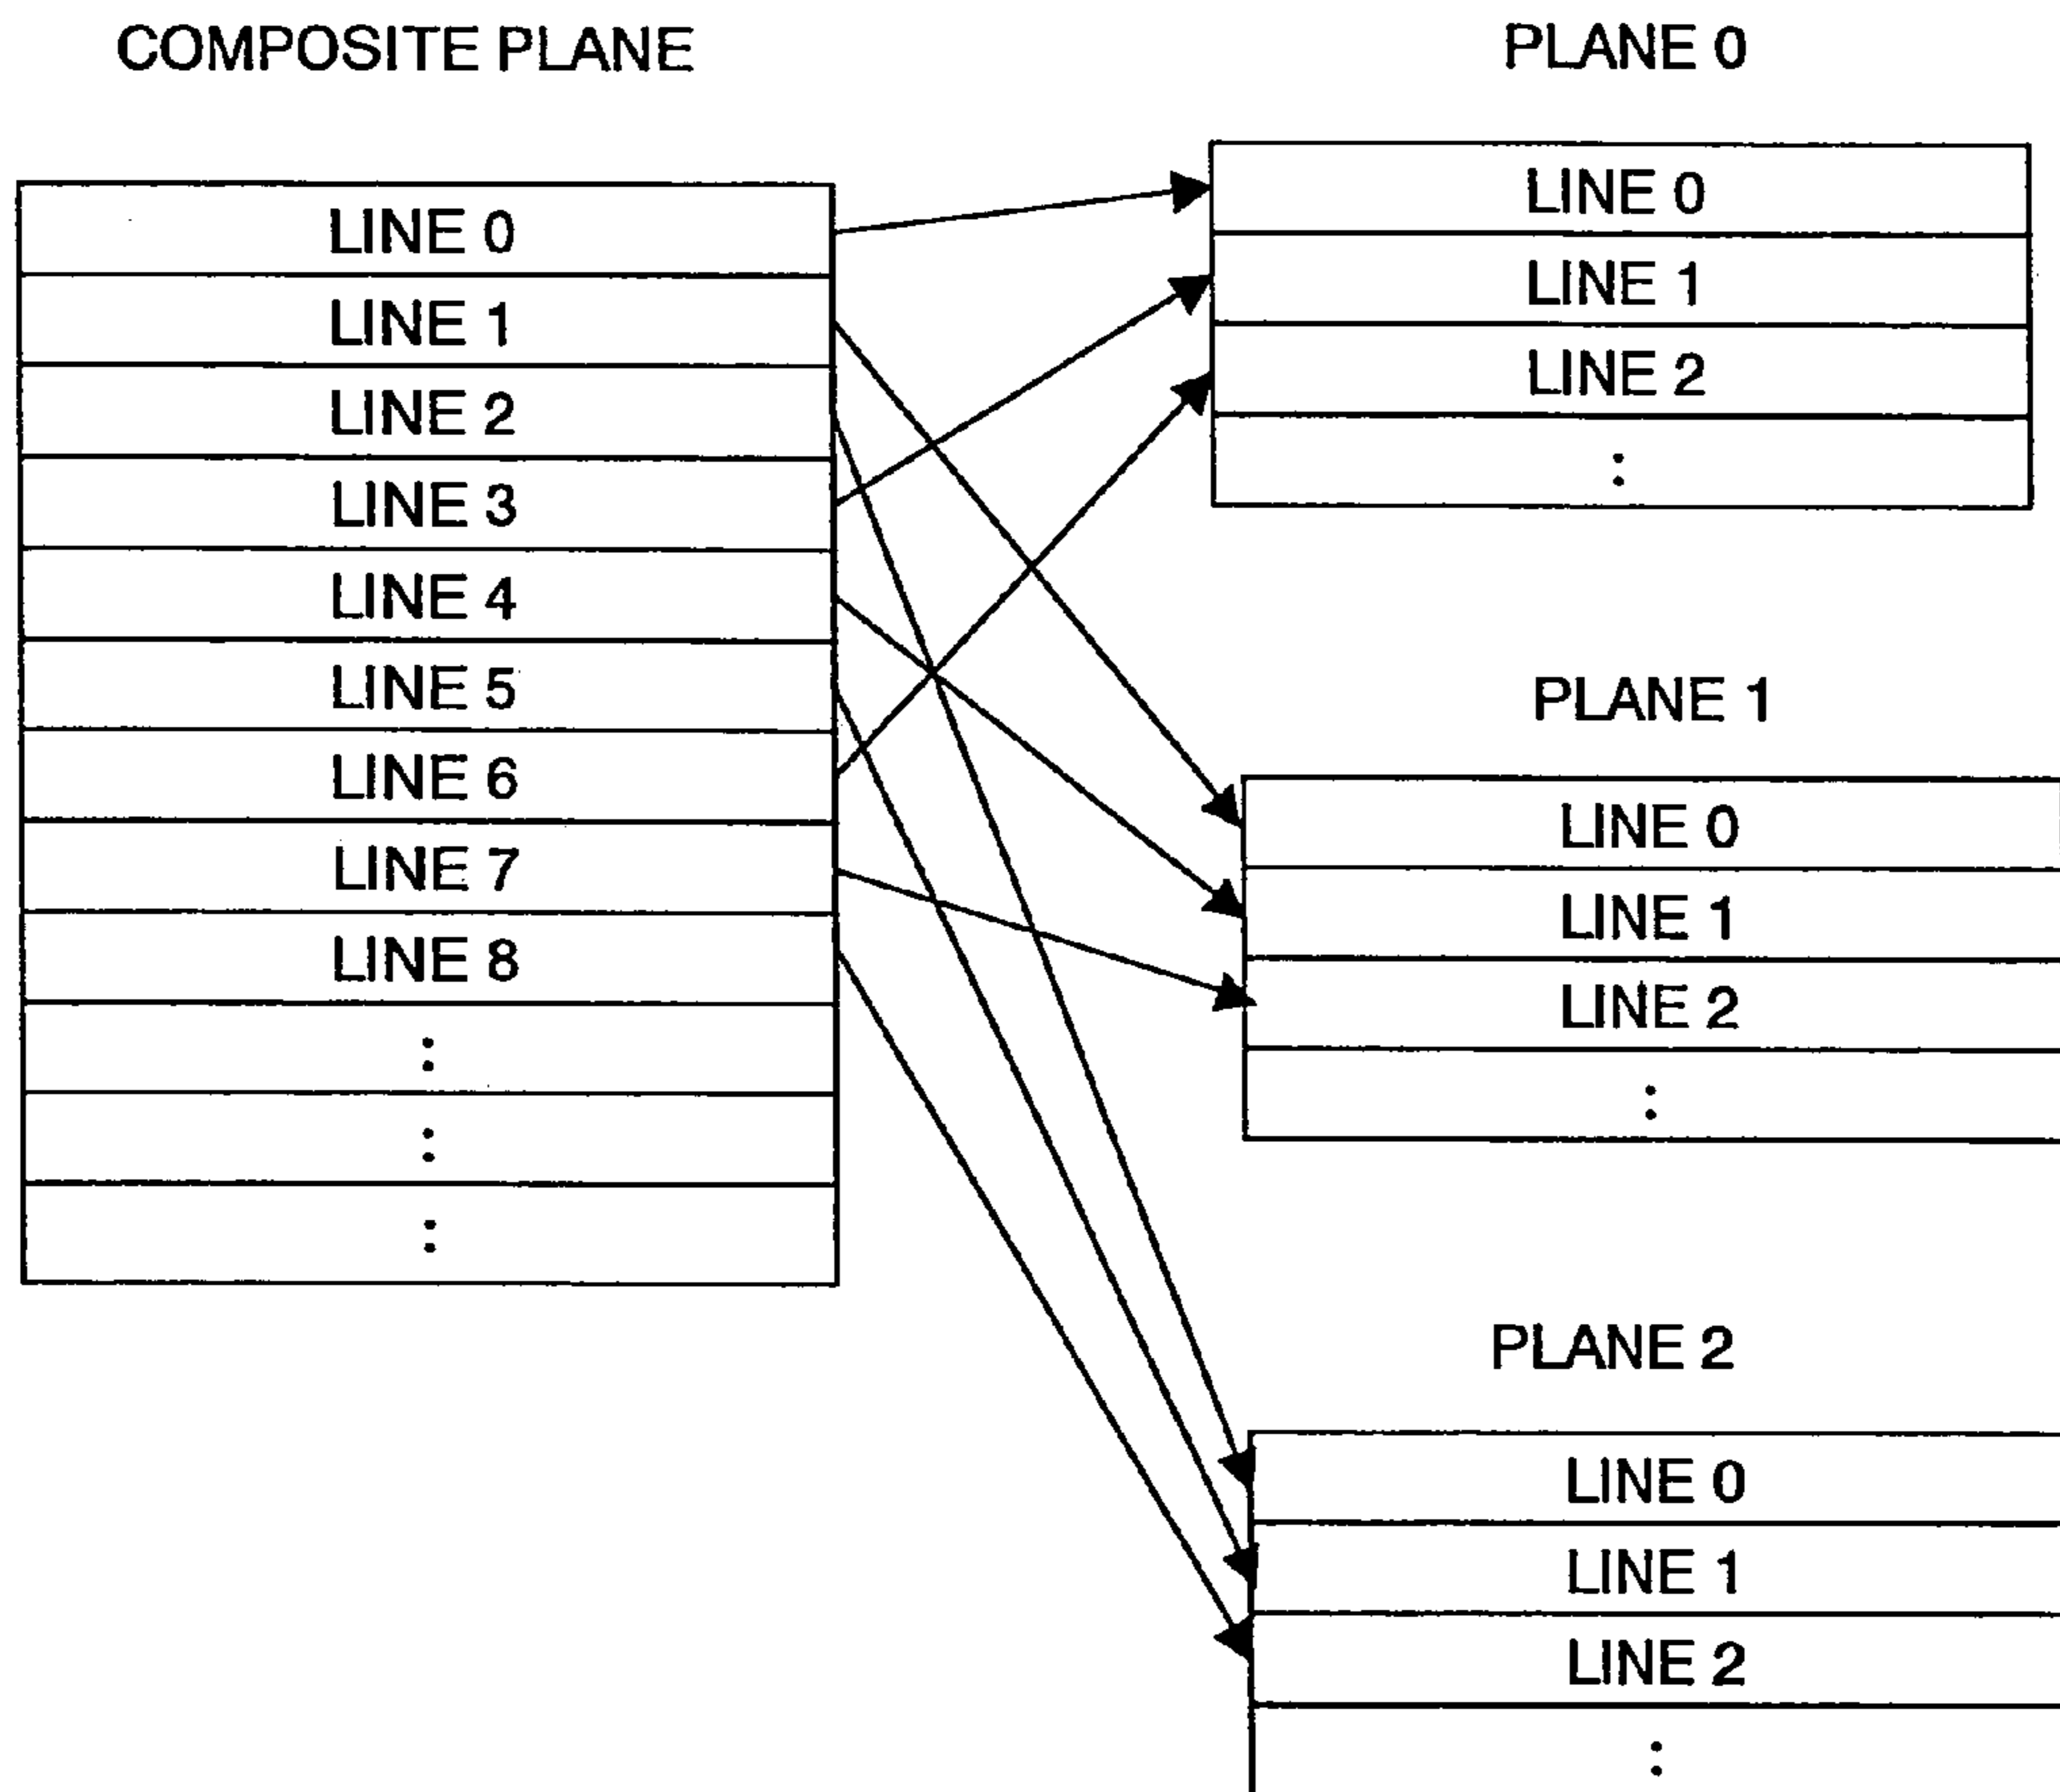 COMPOSITE PLANE
LINE 0
LINE 1
LINE 2
LINE 3
LINE 4
LINE 5
LINE 6
LINE 7
LINE 8
:
:
:
PLANE 0
LINE 0
LINE 1
LINE 2
:
PLANE 1
LINE 0
LINE 1
LINE 2
:
PLANE 2
LINE 0
LINE 1
LINE 2
: